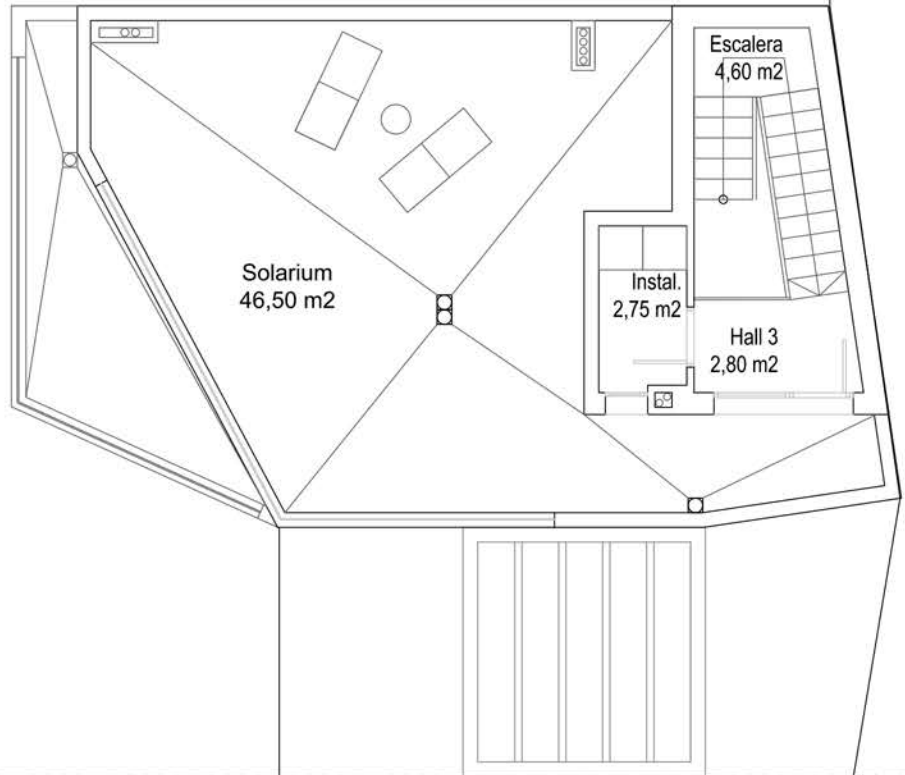 Escalera
4,60 m2
Solarium
46,50 m2
Instal.
2,75 m2
Hall 3
2,80 m2